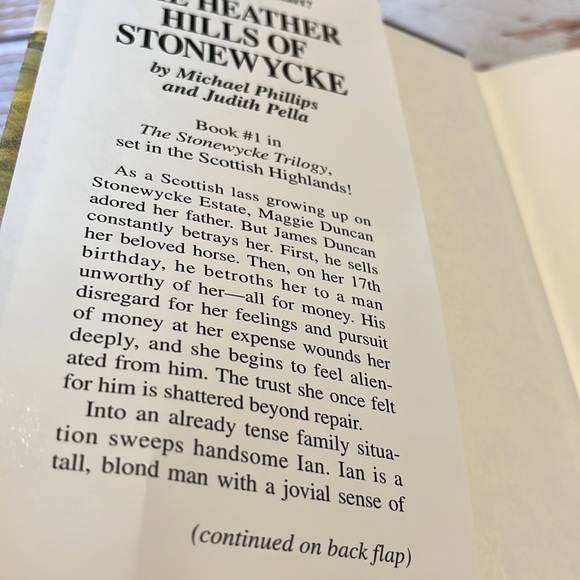 HEATHER
HILLS OF
STONEWYCKE
by Michael Phillips
and Judith Pella
Book #1 in
The Stonewycke Trilogy,
set in the Scottish Highlands!
As a Scottish lass growing up on
Stonewycke Estate, Maggie Duncan
adored her father. But James Duncan
constantly betrays her. First, he sells
her beloved horse. Then, on her 17th
birthday, he betroths her to a man
unworthy of her—all for money. His
disregard for her feelings and pursuit
of money at her expense wounds her
deeply, and she begins to feel alien-
ated from him. The trust she once felt
for him is shattered beyond repair.
Into an already tense family situa-
tion sweeps handsome Ian. Ian is a
tall, blond man with a jovial sense of
(continued on back flap)